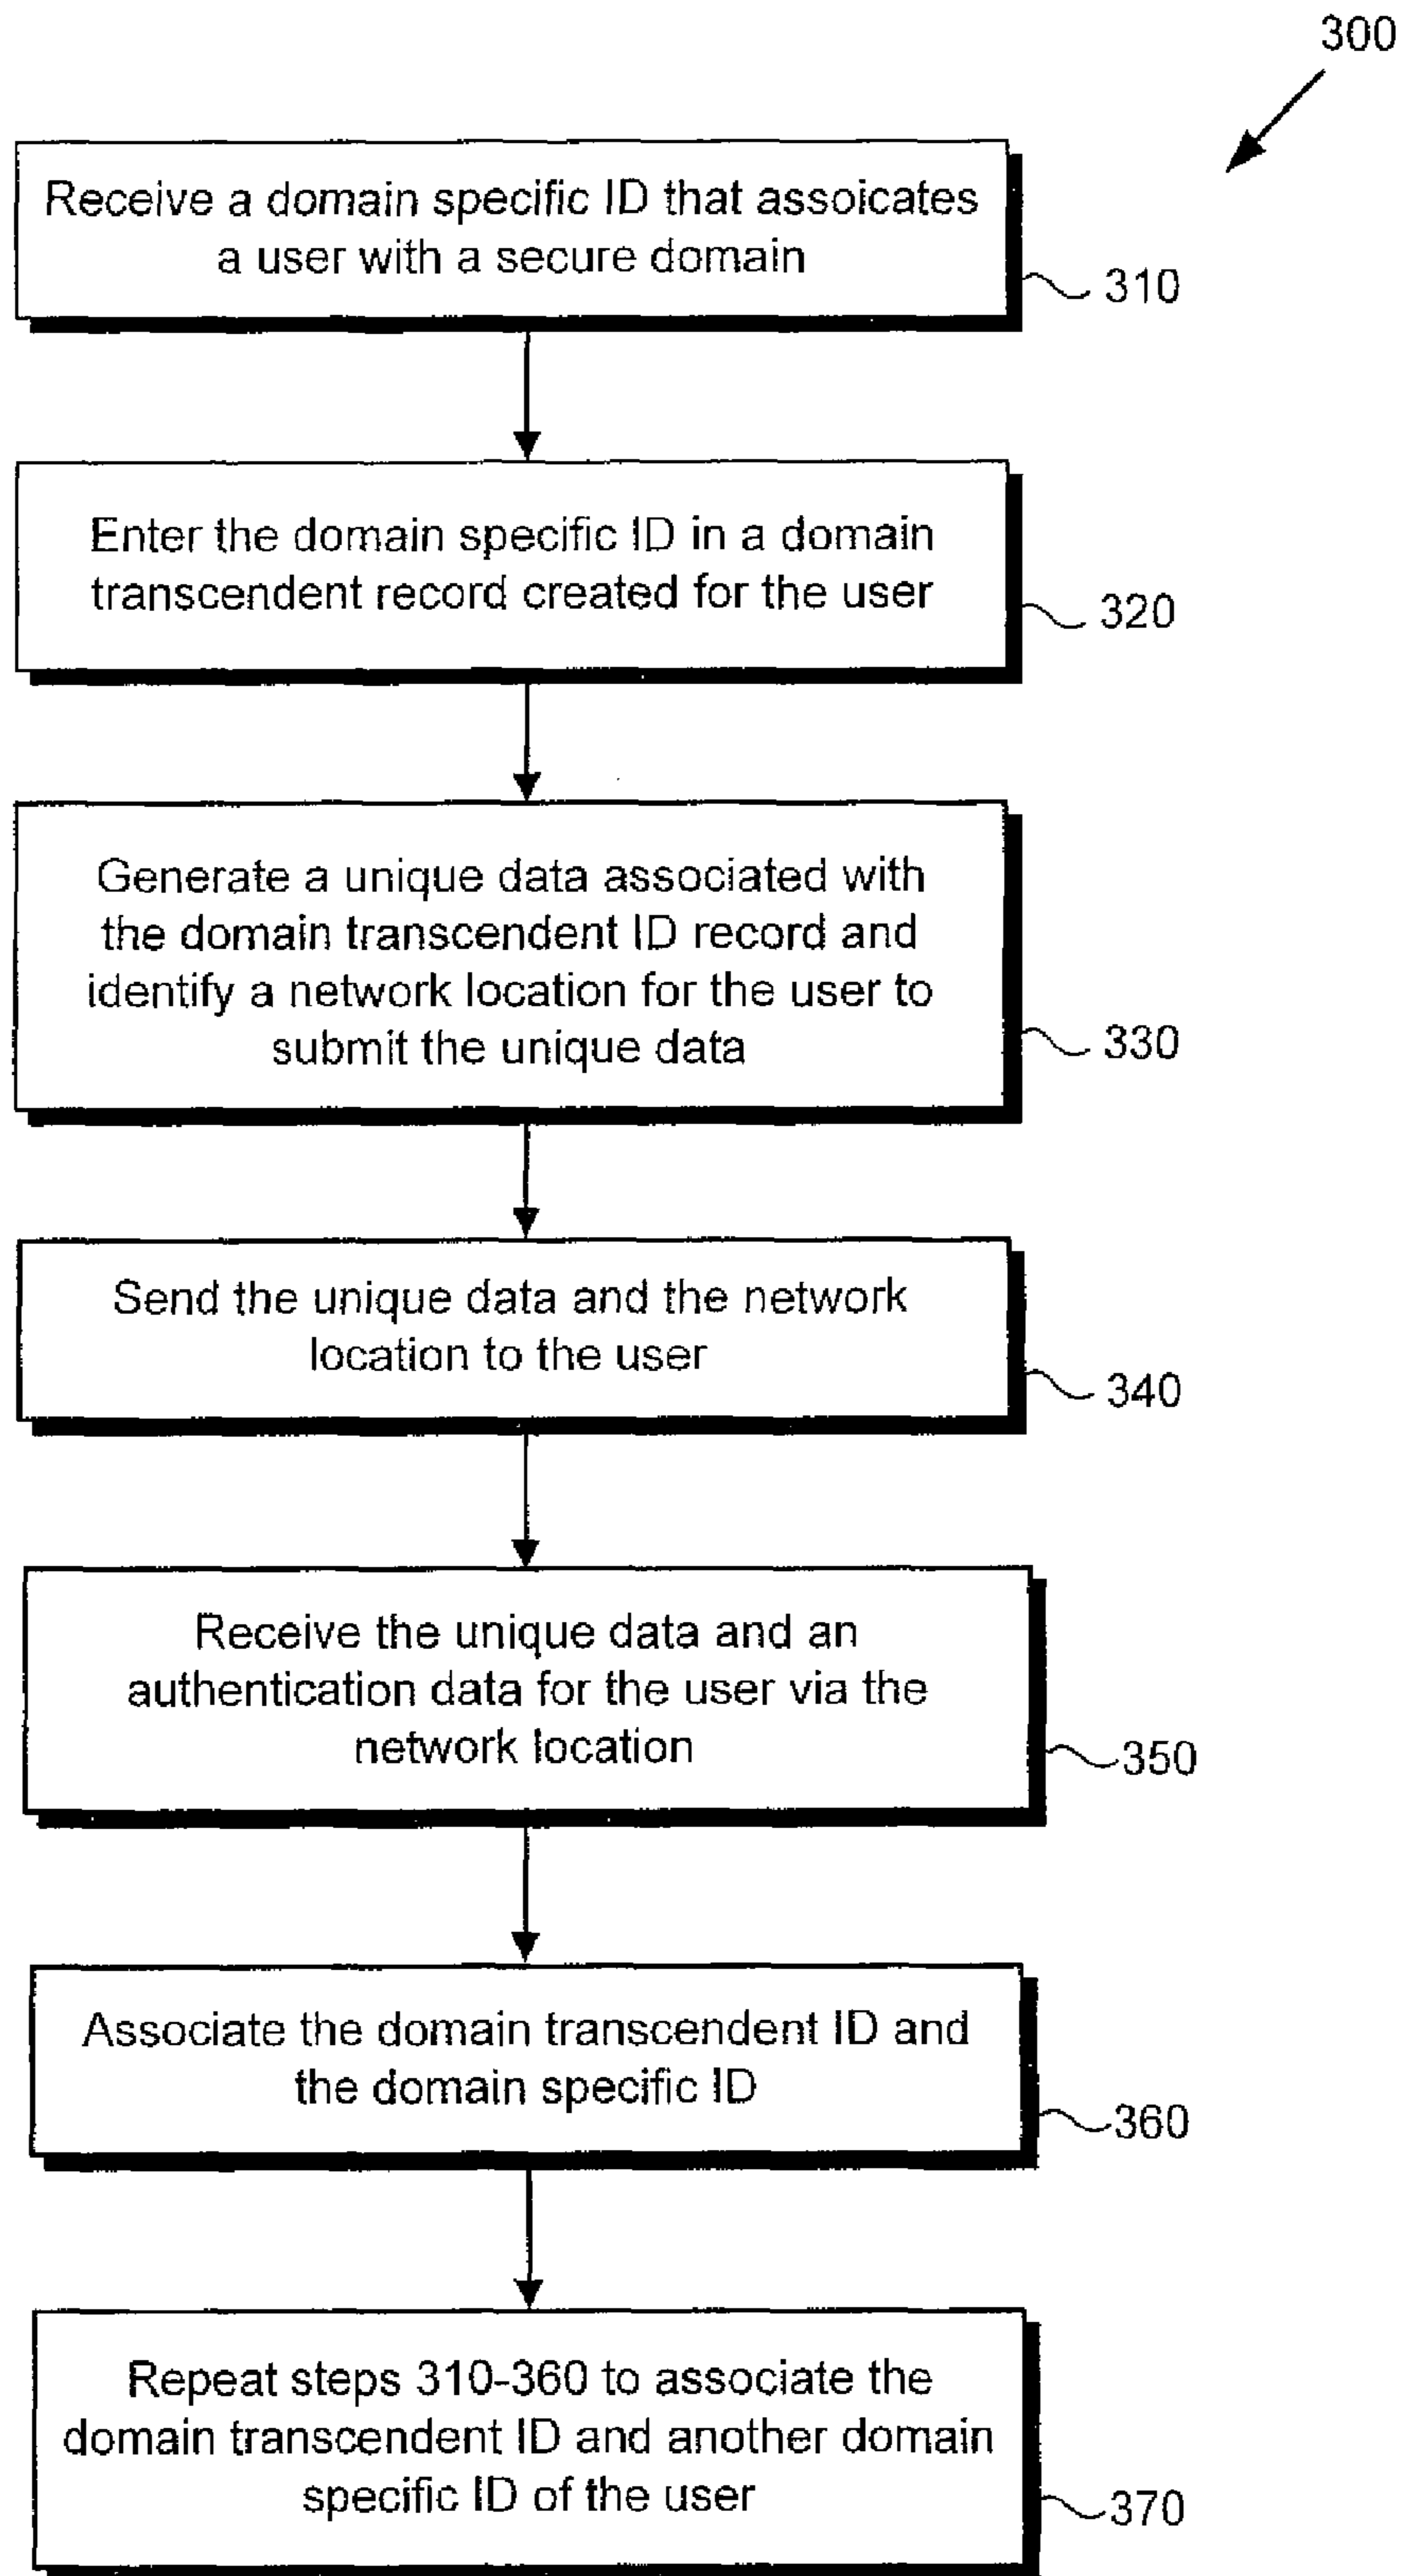 300
Receive a domain specific ID that assoicates
a user with a secure domain
310
Enter the domain specific ID in a domain
transcendent record created for the user
320
Generate a unique data associated with
the domain transcendent ID record and
identify a network location for the user to
submit the unique data
330
Send the unique data and the network
location to the user
340
Receive the unique data and an
authentication data for the user via the
network location
350
Associate the domain transcendent ID and
the domain specific ID
360
Repeat steps 310-360 to associate the
domain transcendent ID and another domain
specific ID of the user
370